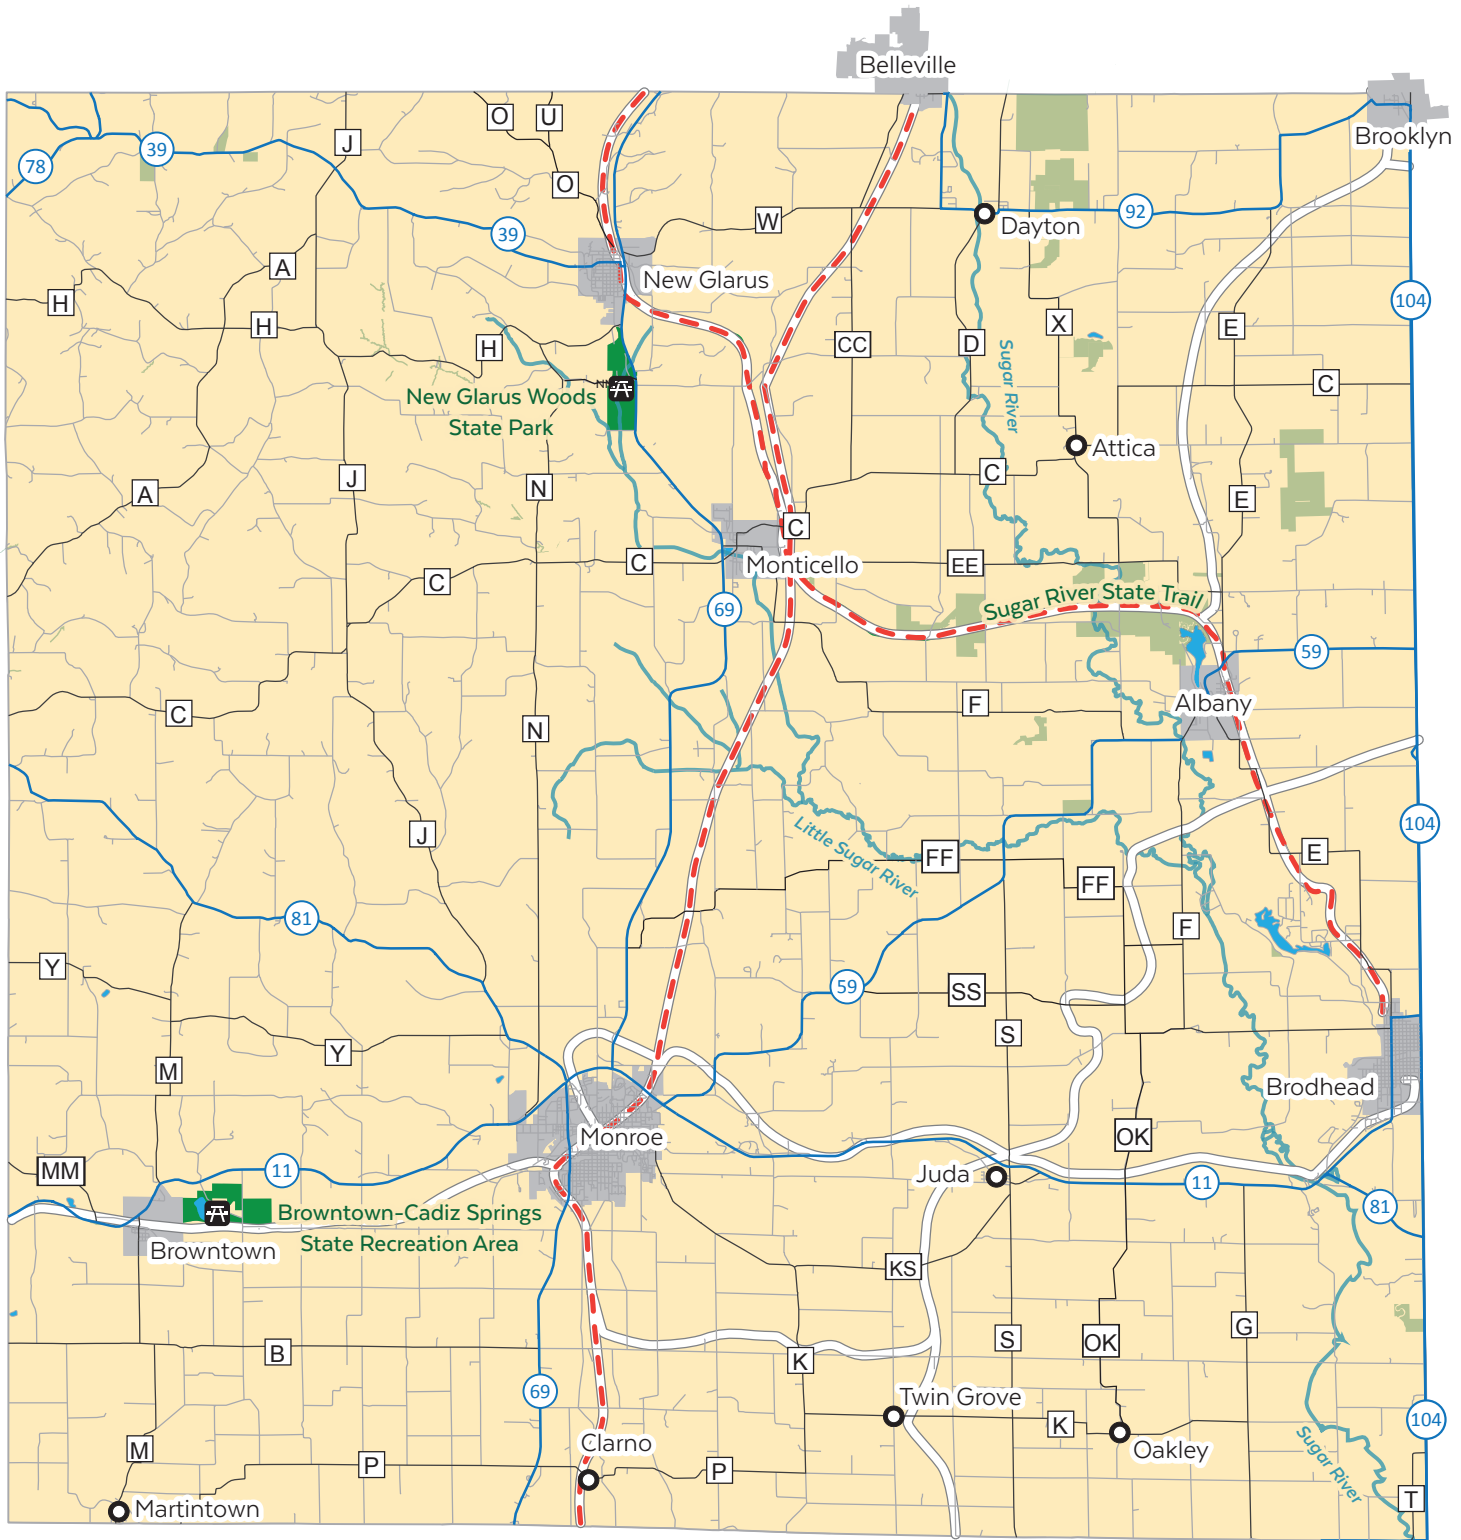 Belleville
Brooklyn
O
U
J
39
78
O
W
92
39
Dayton
A
New Glarus
H
104
H
X
E
H
CC
D
Sugar River
C
New Glarus Woods
State Park
Attica
C
J
N
A
E
C
Monticello
EE
C
C
Sugar River State Trail
69
59
Albany
F
C
N
Little Sugar River
104
J
E
FF
FF
81
F
Y
59
SS
S
Y
M
Brodhead
Monroe
OK
MM
11
Juda
11
81
Browntown-Cadiz Springs
State Recreation Area
Browntown
KS
G
B
K
S
OK
69
Twin Grove
104
K
Clarno
Oakley
M
P
P
Sugar River
T
Martintown